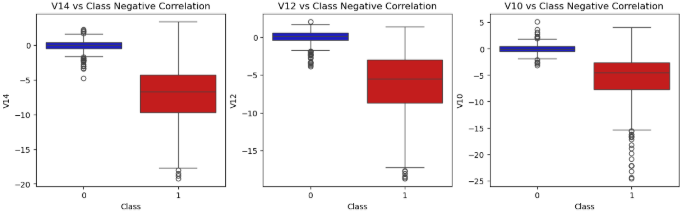 V14 vs Class Negative Correlation
V14
0
−5
−10
−15
−20
0
1
Class
V12 vs Class Negative Correlation
V12
0
−5
−10
−15
0
1
Class
V10 vs Class Negative Correlation
V10
5
0
−5
−10
−15
−20
−25
0
1
Class